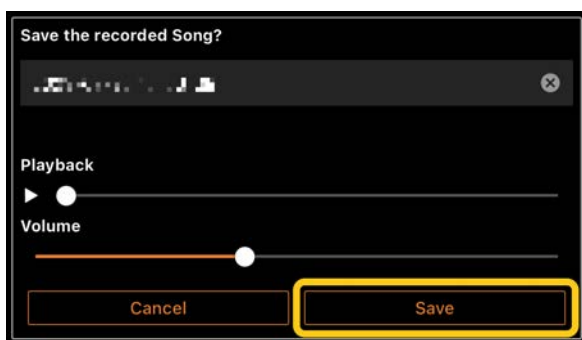 Save the recorded Song?
Playback
Volume
Cancel
Save